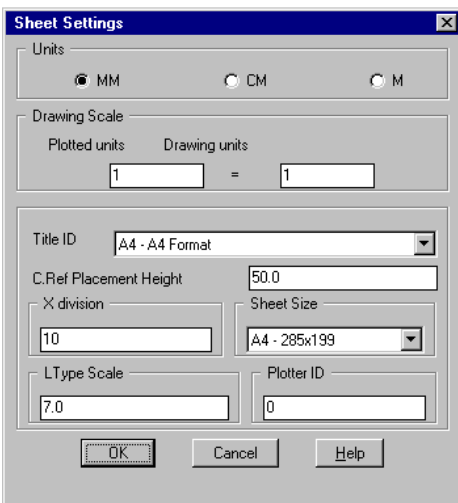 Sheet Settings
Units
MM CM M
Drawing Scale
Plotted units Drawing units
1 = 1
Title ID A4 - A4 Format
C.Ref Placement Height 50.0
X division Sheet Size
10 A4 - 285x199
LType Scale Plotter ID
7.0 0
OK Cancel Help